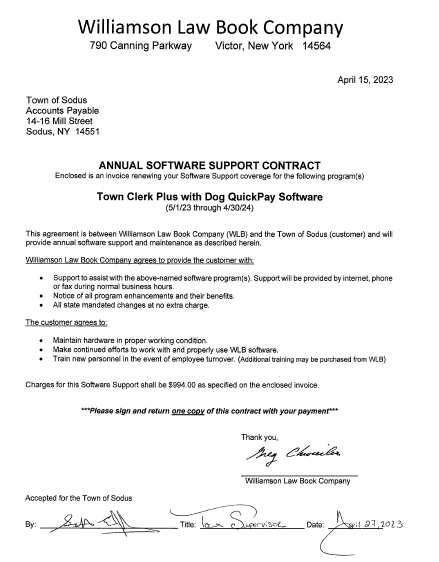 Williamson Law Book Company
790 Canning Parkway Victor, New York 14564
April 15, 2023
Town of Sodus
Accounts Payable
14-16 Mill Street
Sodus, NY 14551
ANNUAL SOFTWARE SUPPORT CONTRACT
Enclosed is an invoice renewing your Software Support coverage for the following program(s)
Town Clerk Plus with Dog QuickPay Software
(5/1/23 through 4/30/24)
This agreement is between Williamson Law Book Company (WLB) and the Town of Sodus (customer) and will
provide annual software support and maintenance as described herein.
Williamson Law Book Company agrees to provide the customer with:
• Support to assist with the above-named software program(s). Support will be provided by internet, phone
or fax during normal business hours.
• Notice of all program enhancements and their benefits.
• All state mandated changes at no extra charge.
The customer agrees to:
• Maintain hardware in proper working condition.
• Make continued efforts to work with and properly use WLB software.
• Train new personnel in the event of employee turnover. (Additional training may be purchased from WLB)
Charges for this Software Support shall be $994.00 as specified on the enclosed invoice.
***Please sign and return one copy of this contract with your payment***
Thank you,
Greg
Williamson Law Book Company
Accepted for the Town of Sodus
By: Title: Town Supervisor Date: April 27, 2023